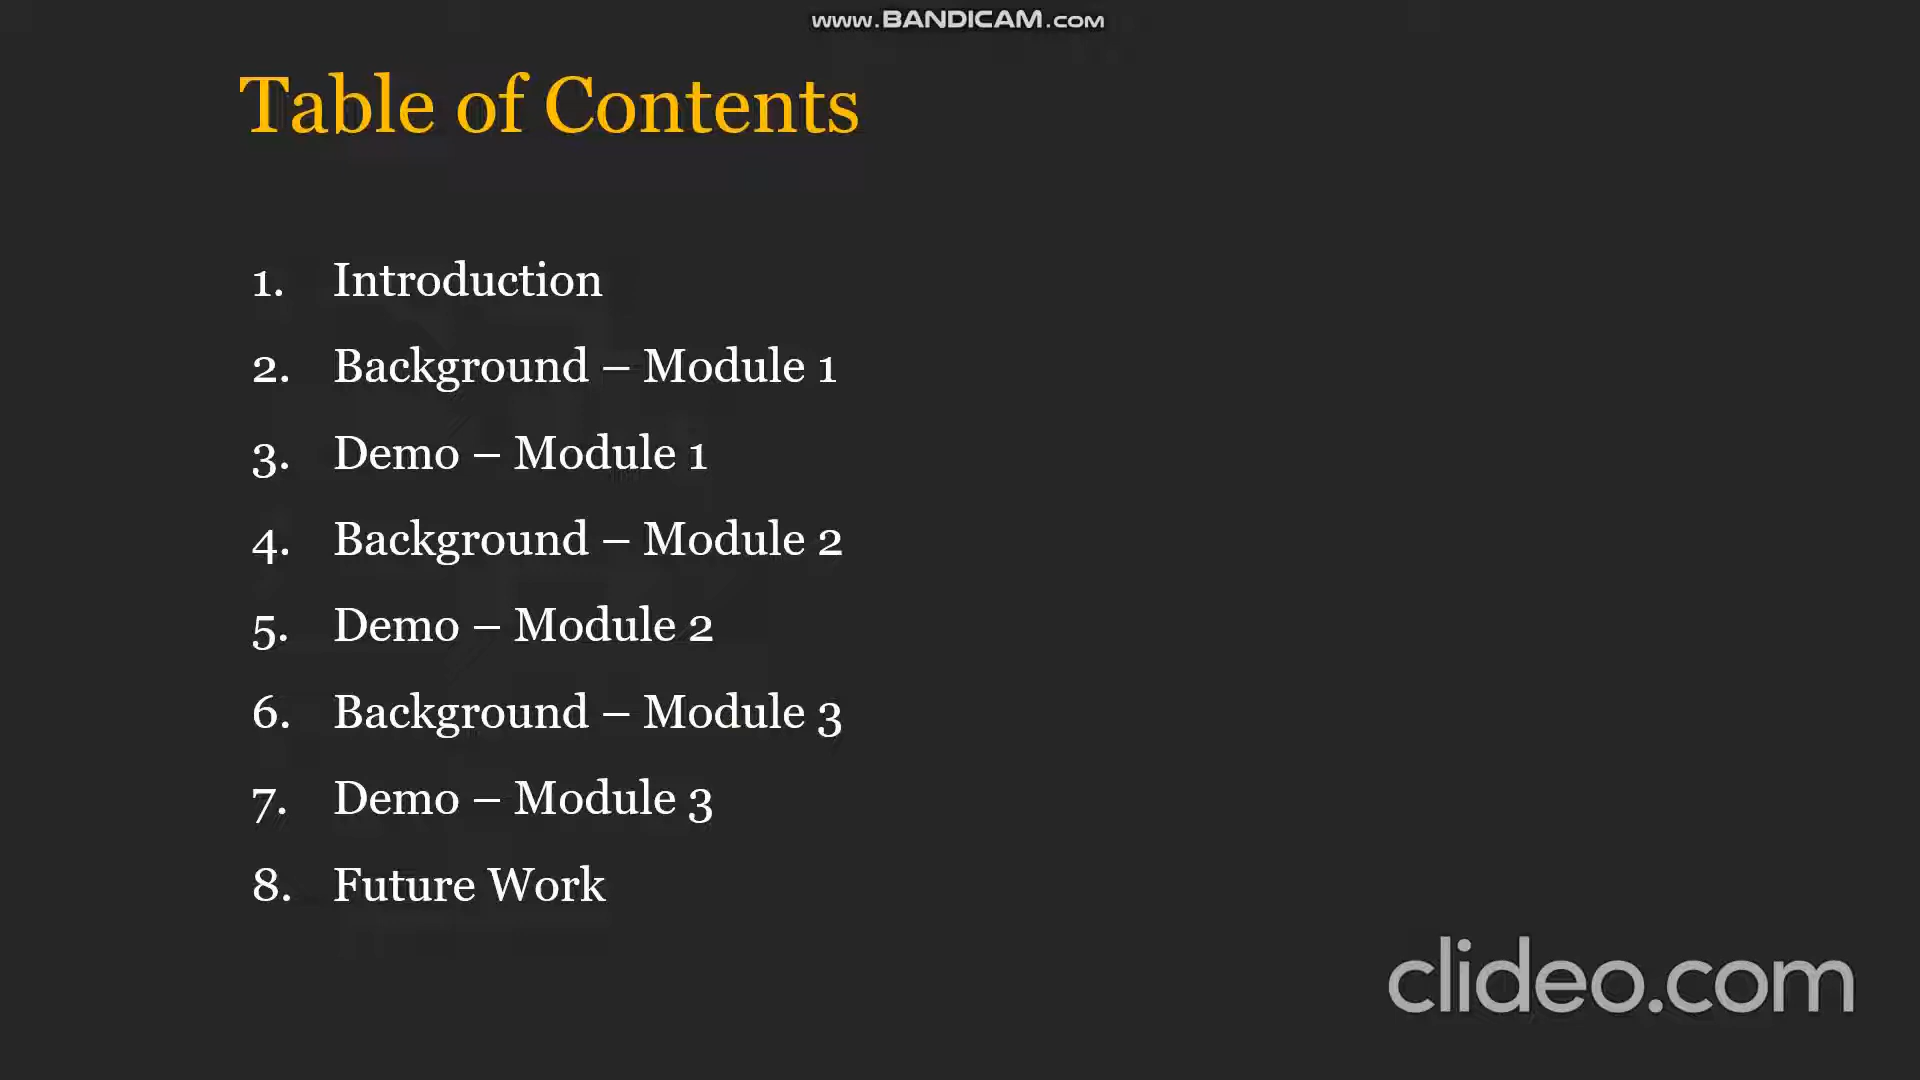 www.BANDICAM.com
Table of Contents
1. Introduction
2. Background – Module 1
3. Demo – Module 1
4. Background – Module 2
5. Demo – Module 2
6. Background – Module 3
7. Demo – Module 3
8. Future Work
clideo.com